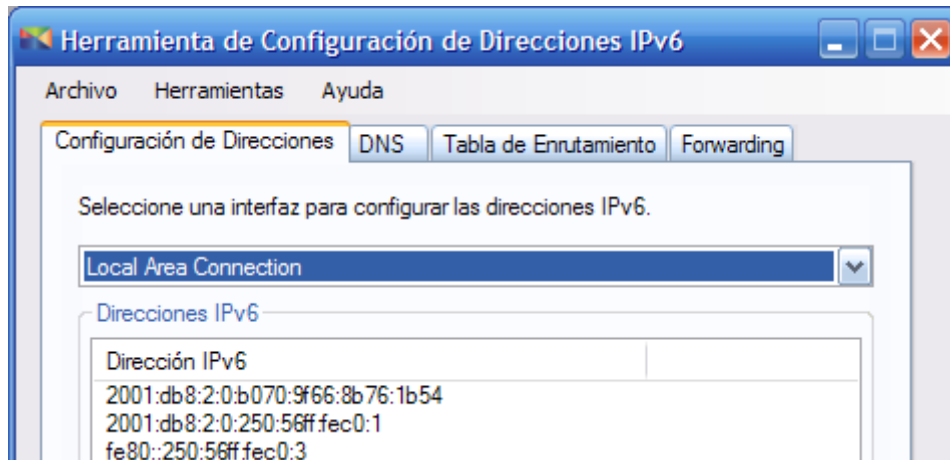 Herramienta de Configuración de Direcciones IPv6
Archivo Herramientas Ayuda
Configuración de Direcciones DNS Tabla de Enrutamiento Forwarding
Seleccione una interfaz para configurar las direcciones IPv6.
Local Area Connection
Direcciones IPv6
Dirección IPv6
2001:db8:2:0:b070:9f66:8b76:1b54
2001:db8:2:0:250:56ff:fec0:1
fe80::250:56ff:fec0:3